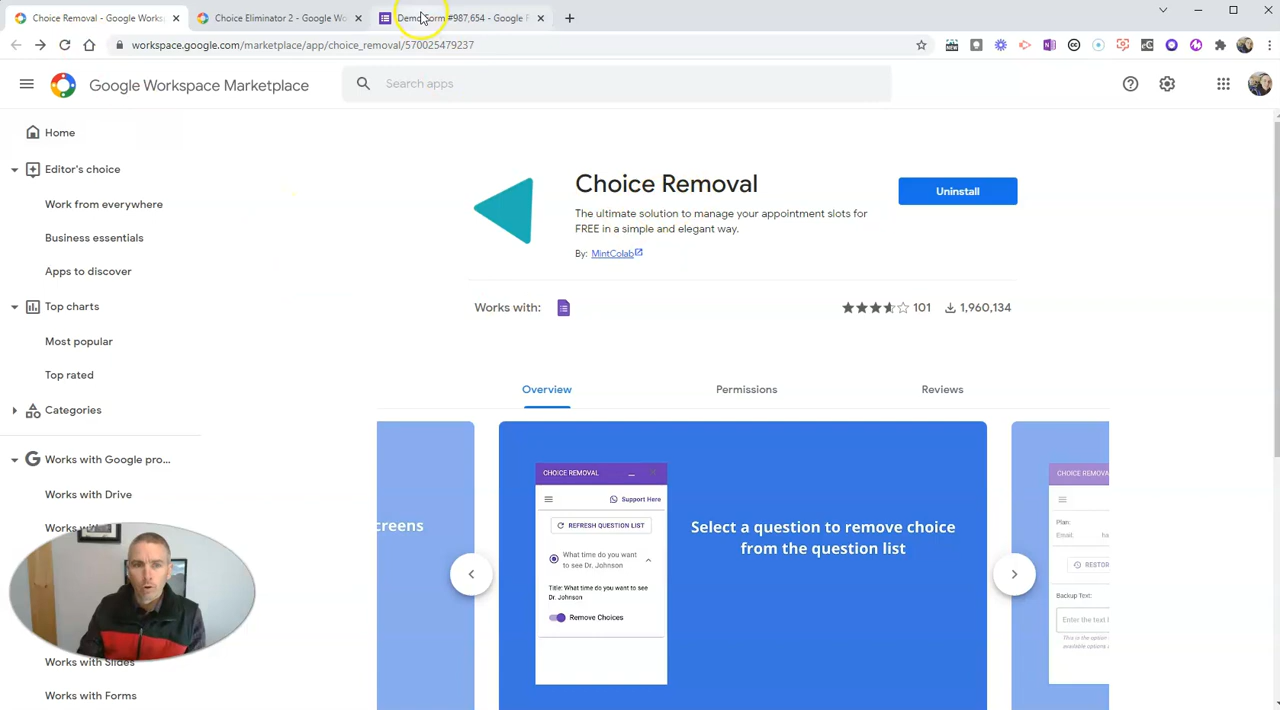 Choice Removal - Google Works
Choice Eliminator 2 - Google Wo
Demo Form #987,654 - Google F
workspace.google.com/marketplace/app/choice_removal/570025479237
Google Workspace Marketplace
Search apps
Home
Editor's choice
Work from everywhere
Business essentials
Apps to discover
Top charts
Most popular
Top rated
Categories
Works with Google pro...
Works with Drive
Works with Slides
Works with Forms
Choice Removal
The ultimate solution to manage your appointment slots for
FREE in a simple and elegant way.
By: MintColab
Uninstall
Works with:
101
1,960,134
Overview
Permissions
Reviews
creens
CHOICE REMOVAL
Support Here
REFRESH QUESTION LIST
What time do you want
to see Dr. Johnson
Title: What time do you want to see
Dr. Johnson
Remove Choices
Select a question to remove choice
from the question list
CHOICE REMOVA
Plan:
Email:
RESTOR
Backup Text:
Enter the text